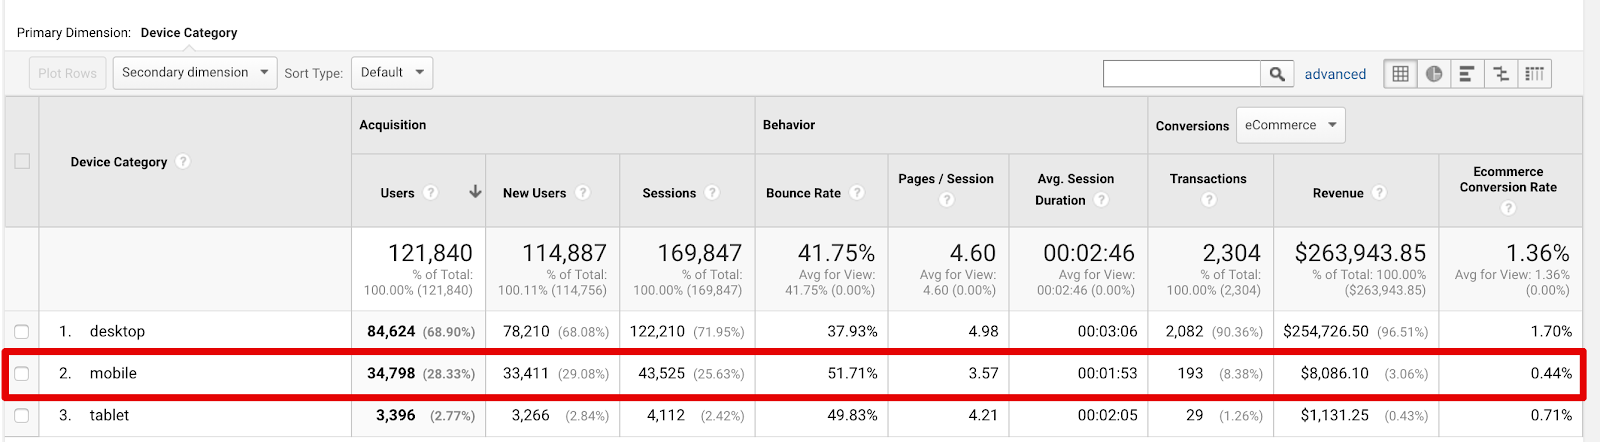 Primary Dimension: Device Category
Plot Rows Secondary dimension Sort Type: Default advanced
Acquisition Behavior Conversions eCommerce
Device Category ?
Users ? New Users ? Sessions ? Bounce Rate ? Pages / Session ? Avg. Session Duration ? Transactions ? Revenue ? Ecommerce Conversion Rate ?
121,840 114,887 169,847 41.75% 4.60 00:02:46 2,304 $263,943.85 1.36%
% of Total: % of Total: % of Total: Avg for View: Avg for View: Avg for View: % of Total: % of Total: 100.00% Avg for View: 1.36%
100.00% (121,840) 100.11% (114,756) 100.00% (169,847) 41.75% (0.00%) 4.60 (0.00%) 00:02:46 (0.00%) 100.00% (2,304) ($263,943.85) (0.00%)
1. desktop 84,624 (68.90%) 78,210 (68.08%) 122,210 (71.95%) 37.93% 4.98 00:03:06 2,082 (90.36%) $254,726.50 (96.51%) 1.70%
2. mobile 34,798 (28.33%) 33,411 (29.08%) 43,525 (25.63%) 51.71% 3.57 00:01:53 193 (8.38%) $8,086.10 (3.06%) 0.44%
3. tablet 3,396 (2.77%) 3,266 (2.84%) 4,112 (2.42%) 49.83% 4.21 00:02:05 29 (1.26%) $1,131.25 (0.43%) 0.71%